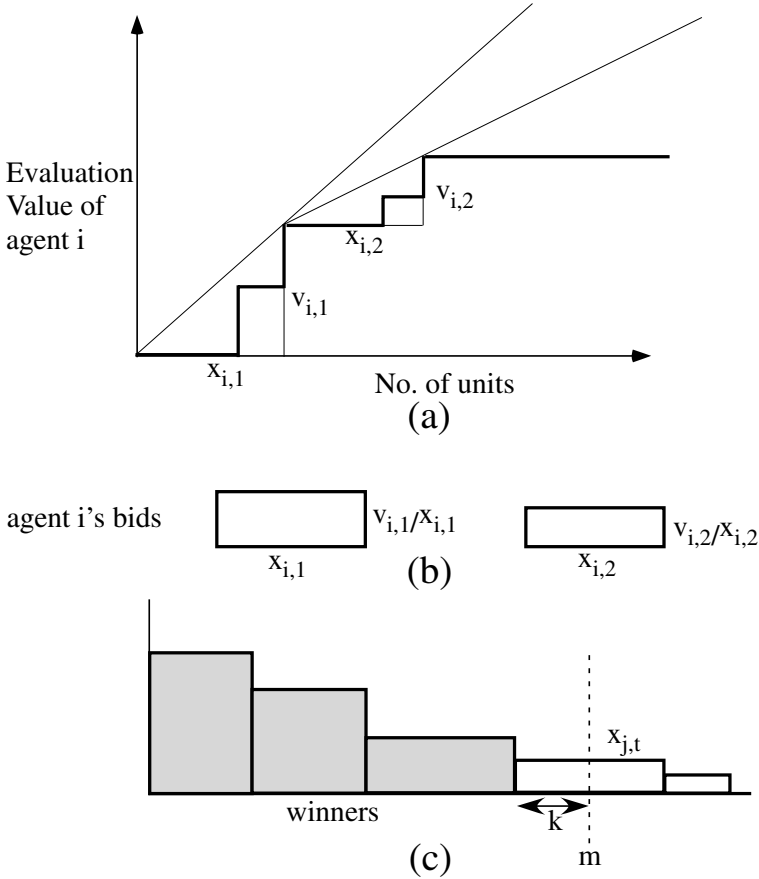 Evaluation
Value of
agent i
v_{i,2}
x_{i,2}
v_{i,1}
x_{i,1}
No. of units
(a)
agent i's bids
v_{i,1}/x_{i,1}
v_{i,2}/x_{i,2}
x_{i,1}
x_{i,2}
(b)
x_{j,t}
winners
k
m
(c)